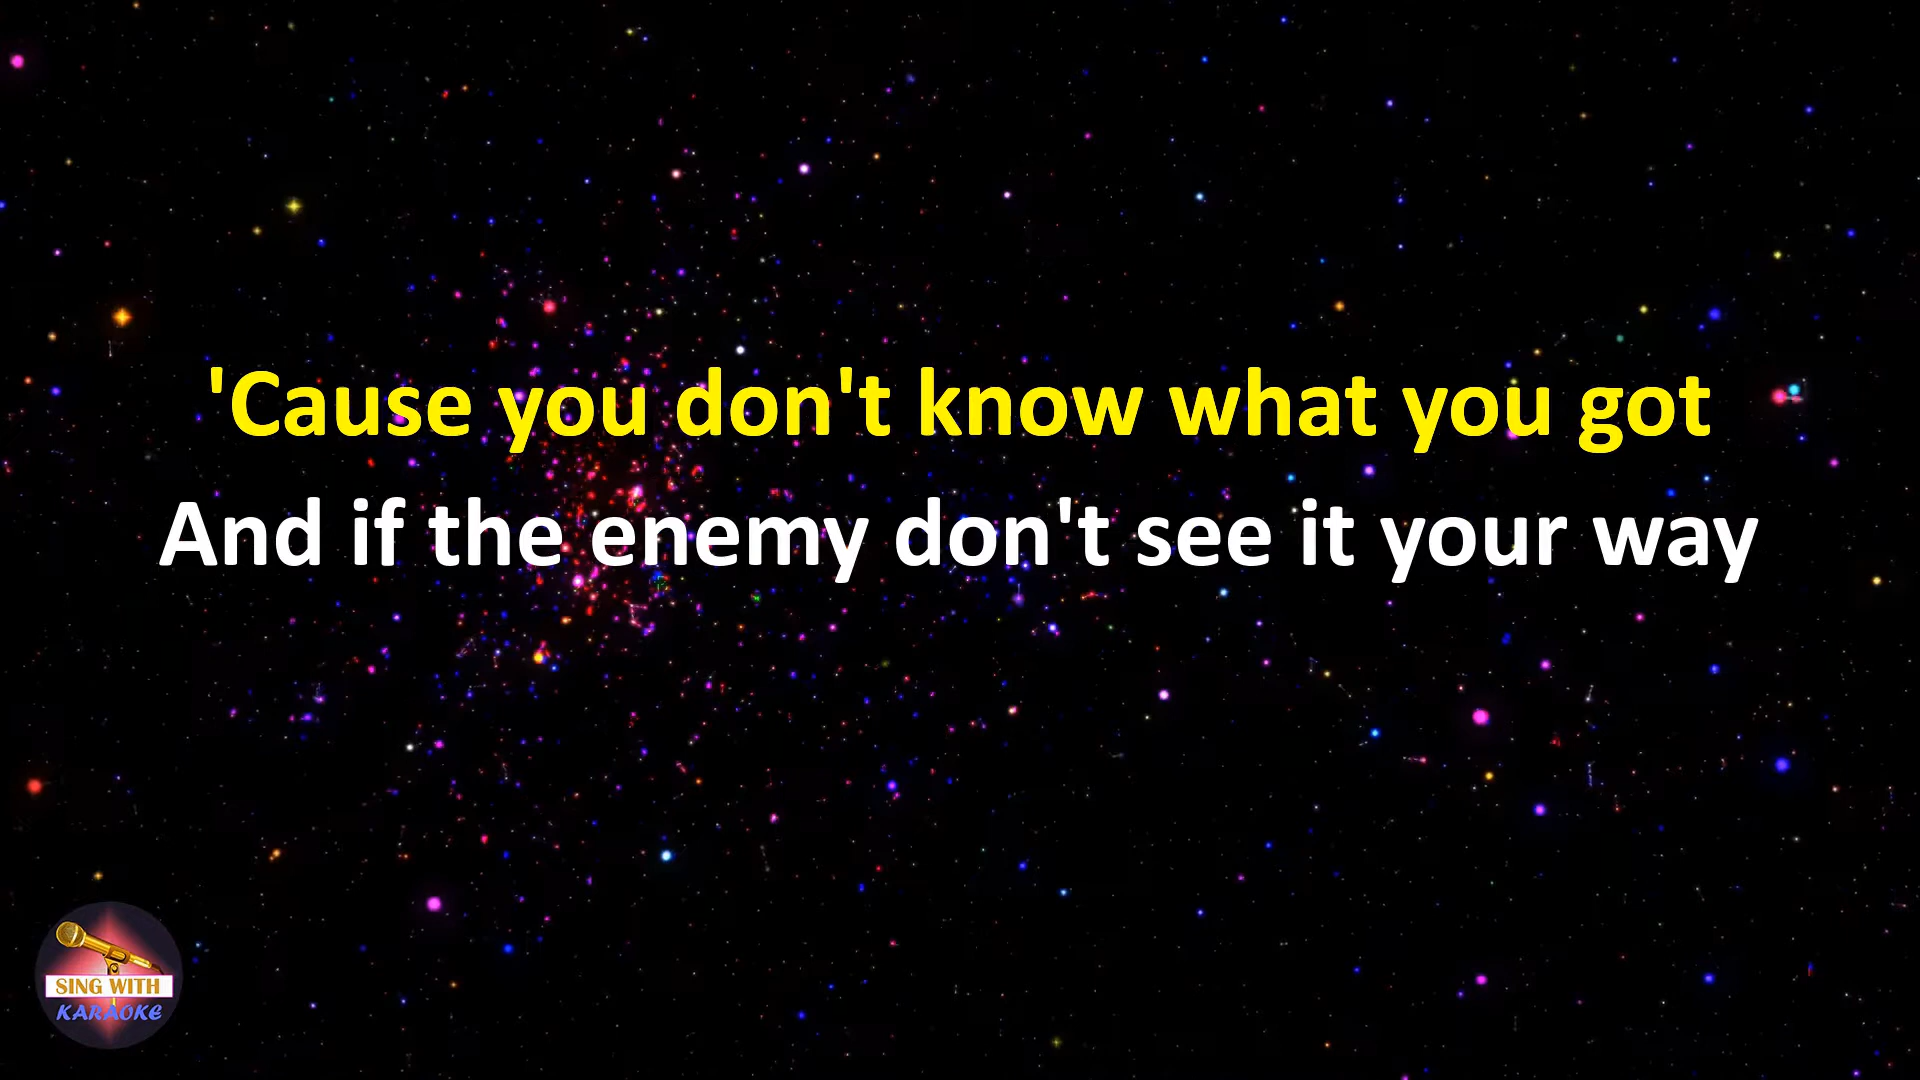 'Cause you don't know what you got
And if the enemy don't see it your way
SING WITH
KARAOKE